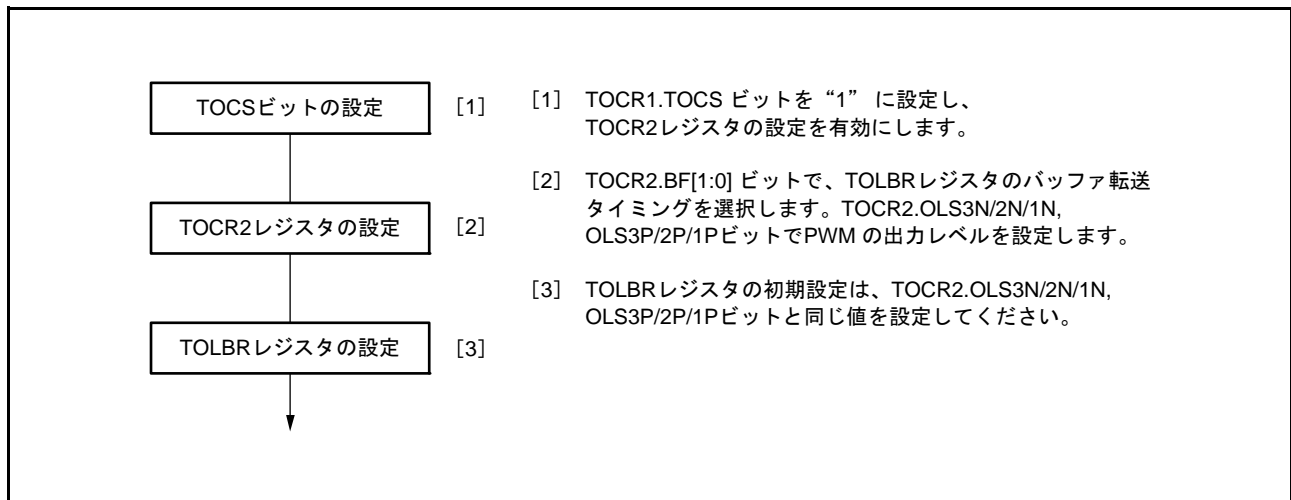 TOCSビットの設定 [1]
TOCR2レジスタの設定 [2]
TOLBRレジスタの設定 [3]
[1] TOCR1.TOCS ビットを“1” に設定し、
TOCR2レジスタの設定を有効にします。
[2] TOCR2.BF[1:0] ビットで、TOLBRレジスタのバッファ転送
タイミングを選択します。TOCR2.OLS3N/2N/1N,
OLS3P/2P/1PビットでPWM の出力レベルを設定します。
[3] TOLBRレジスタの初期設定は、TOCR2.OLS3N/2N/1N,
OLS3P/2P/1Pビットと同じ値を設定してください。